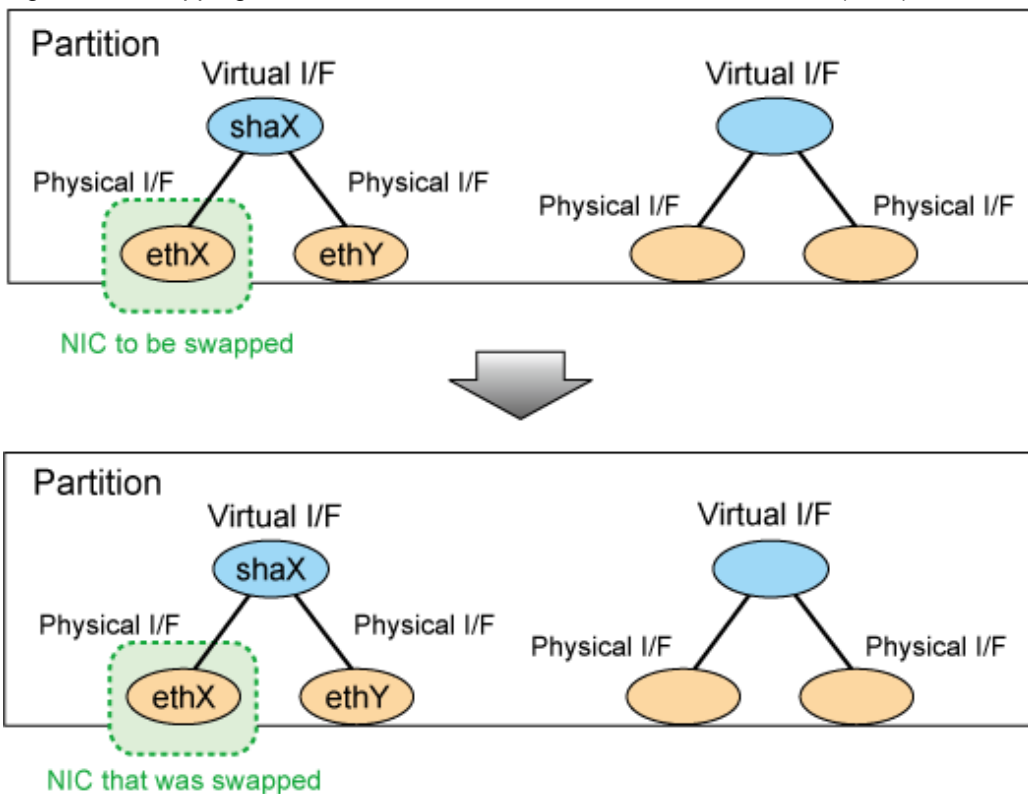 Partition
Virtual I/F
Virtual I/F
shaX
Physical I/F
Physical I/F
Physical I/F
Physical I/F
ethX
ethY
NIC to be swapped
Partition
Virtual I/F
Virtual I/F
shaX
Physical I/F
Physical I/F
Physical I/F
Physical I/F
ethX
ethY
NIC that was swapped